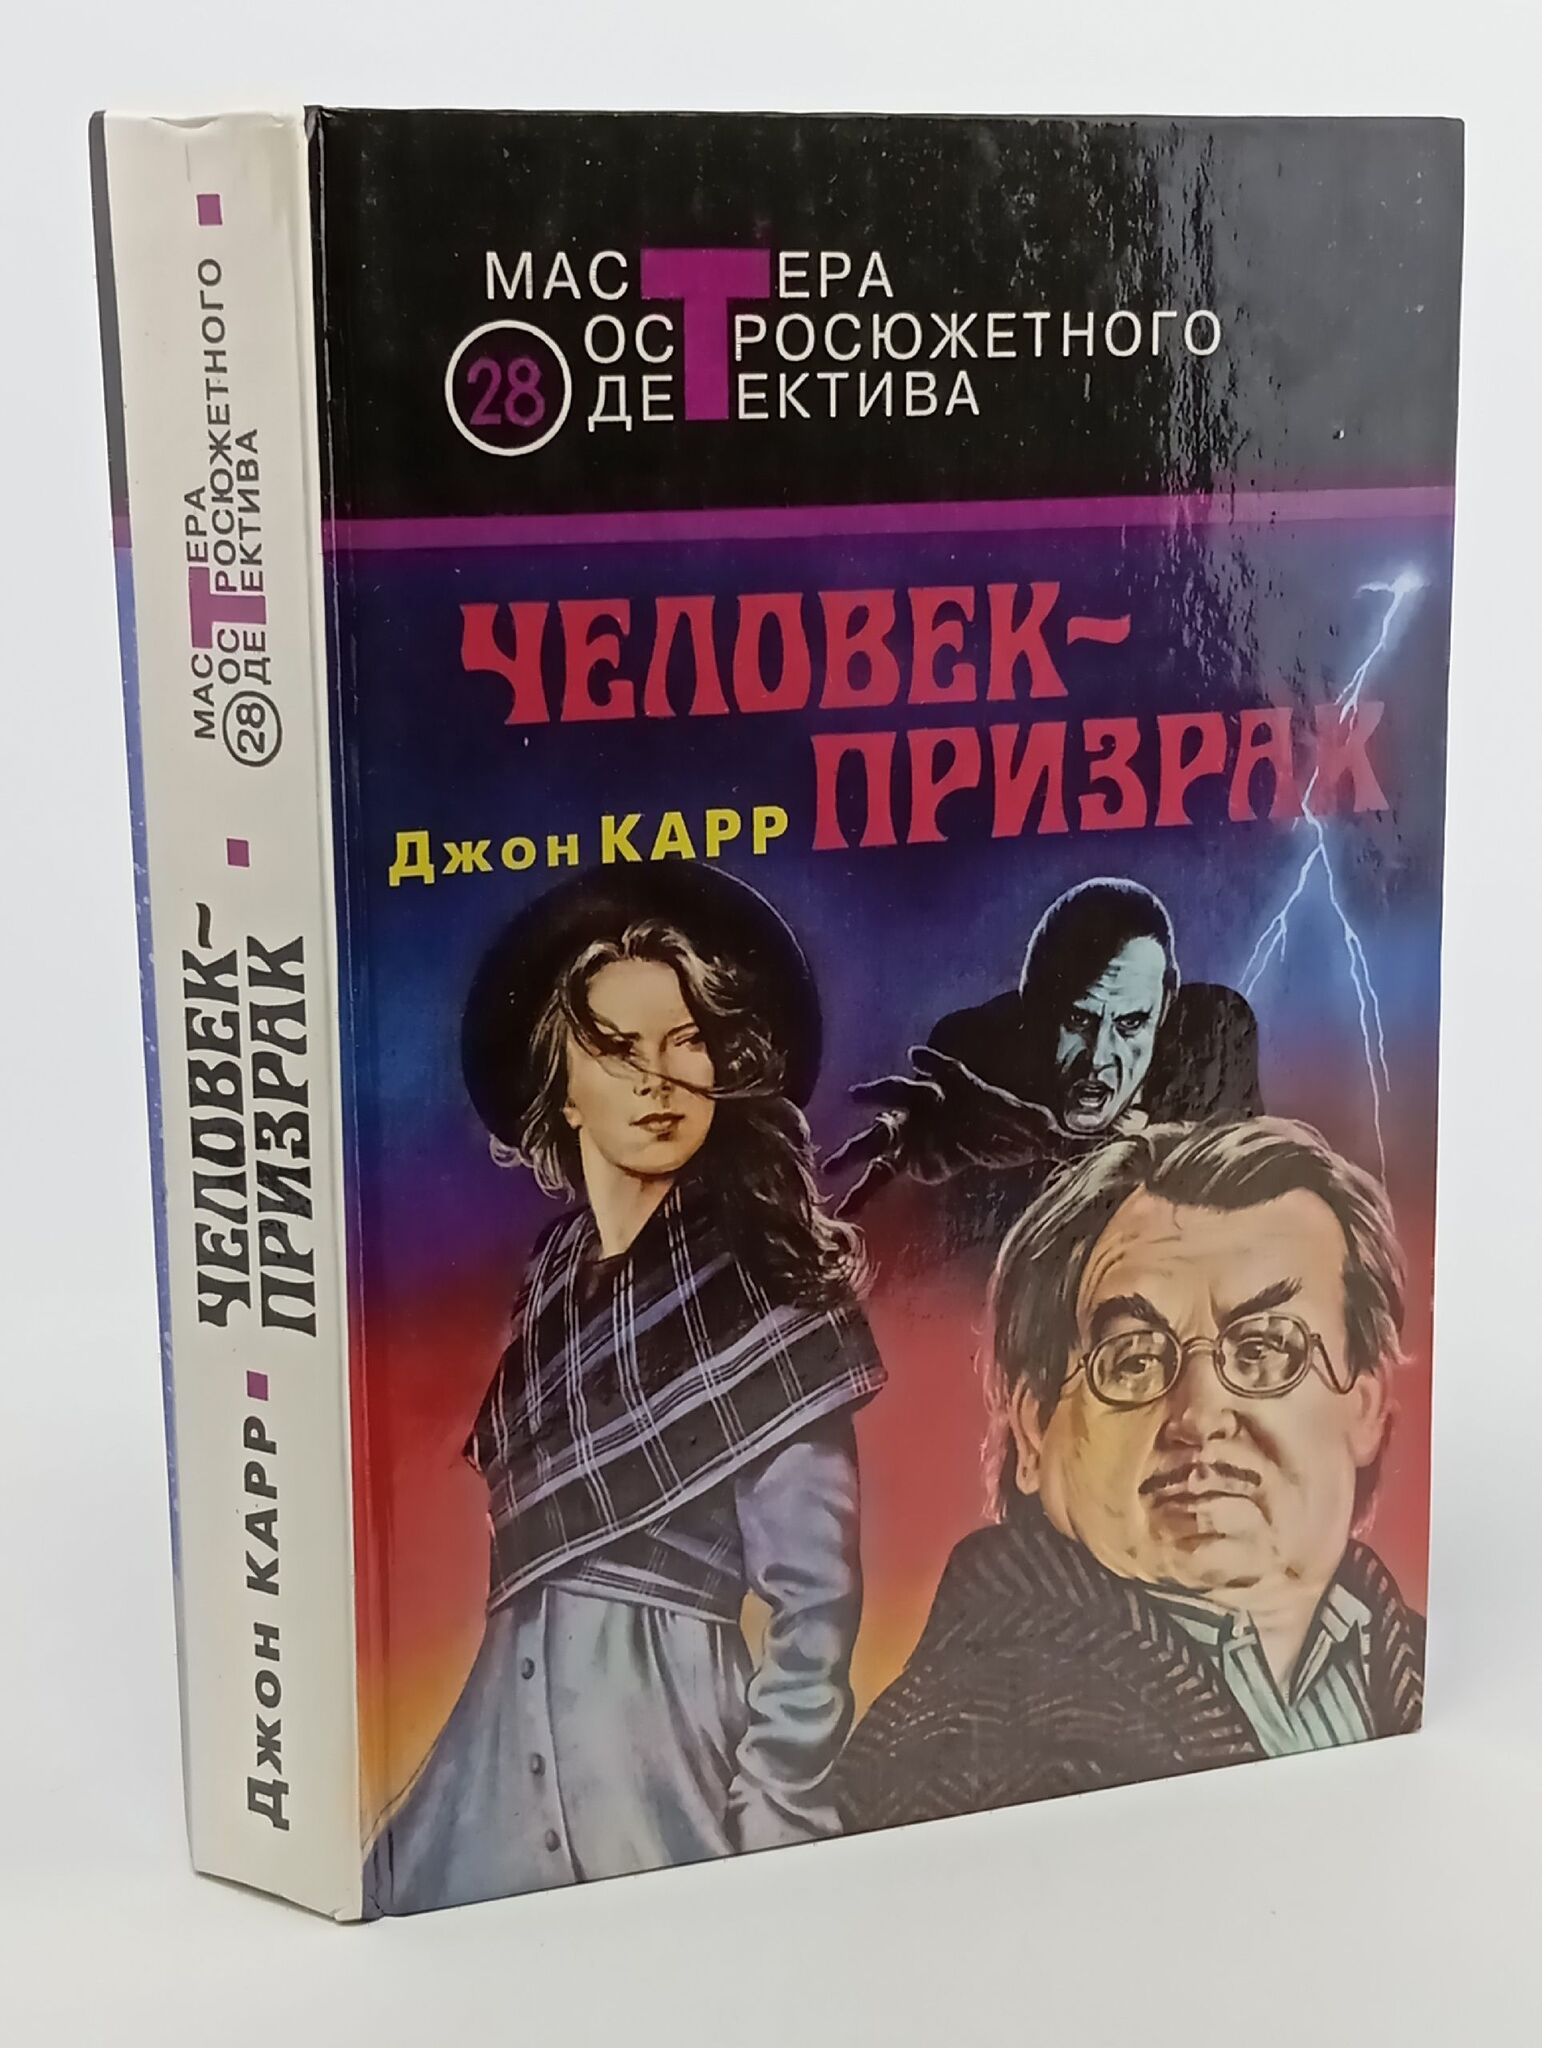 МАСТЕРА
ОСТРОСЮЖЕТНОГО
28 ДЕТЕКТИВА
ЧЕЛОВЕК-
ПРИЗРАК
Джон КАРР
МАСТЕРА
ОСТРОСЮЖЕТНОГО
28 ДЕТЕКТИВА
ЧЕЛОВЕК-
ПРИЗРАК
Джон КАРР